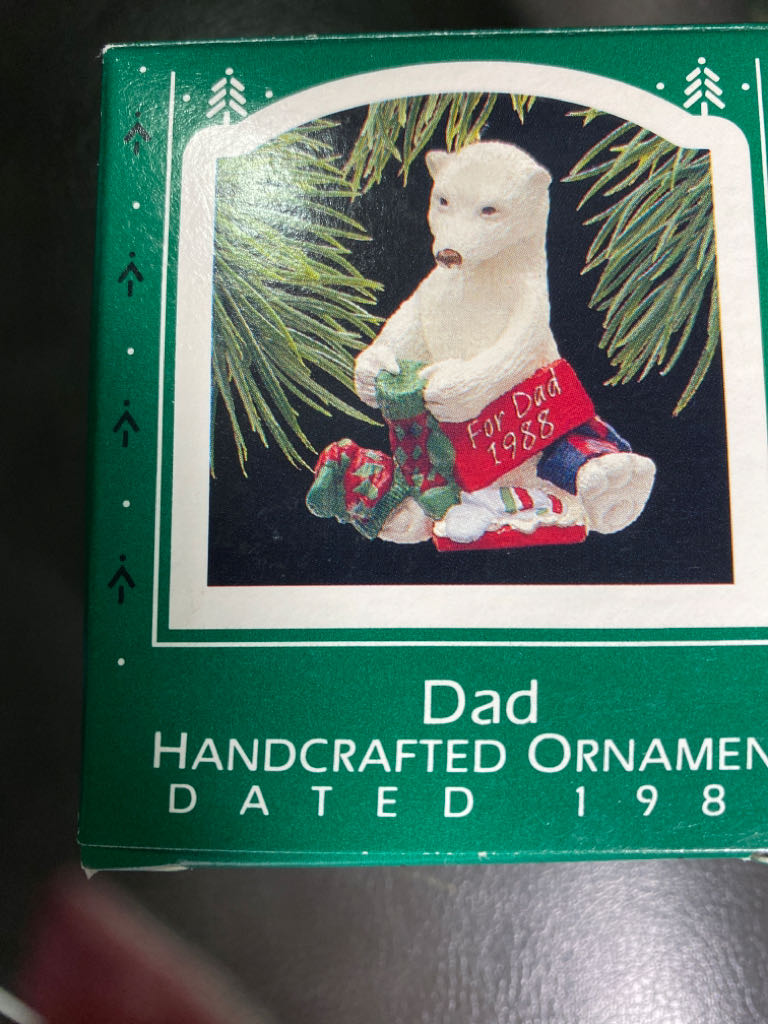 For Dad
1988
Dad
HANDCRAFTED ORNAMEN
DATED 198